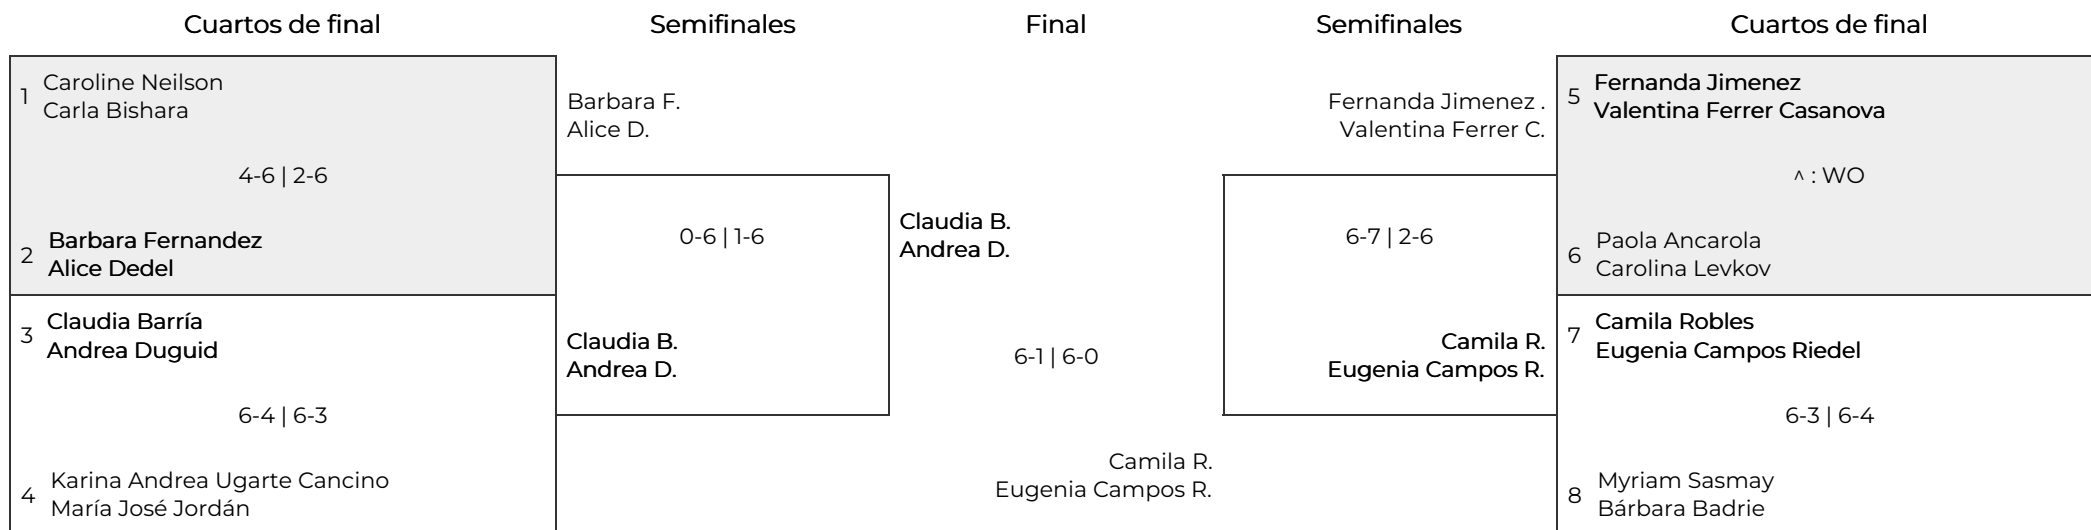 Cuartos de final
Semifinales
Final
Semifinales
Cuartos de final
1
Caroline Neilson
Carla Bishara
4-6 | 2-6
2
Barbara Fernandez
Alice Dedel
3
Claudia Barría
Andrea Duguid
6-4 | 6-3
4
Karina Andrea Ugarte Cancino
María José Jordán
Barbara F.
Alice D.
0-6 | 1-6
Claudia B.
Andrea D.
Claudia B.
Andrea D.
6-1 | 6-0
Camila R.
Eugenia Campos R.
Fernanda Jimenez .
Valentina Ferrer C.
6-7 | 2-6
Camila R.
Eugenia Campos R.
5
Fernanda Jimenez
Valentina Ferrer Casanova
^ : WO
6
Paola Ancarola
Carolina Levkov
7
Camila Robles
Eugenia Campos Riedel
6-3 | 6-4
8
Myriam Sasmay
Bárbara Badrie